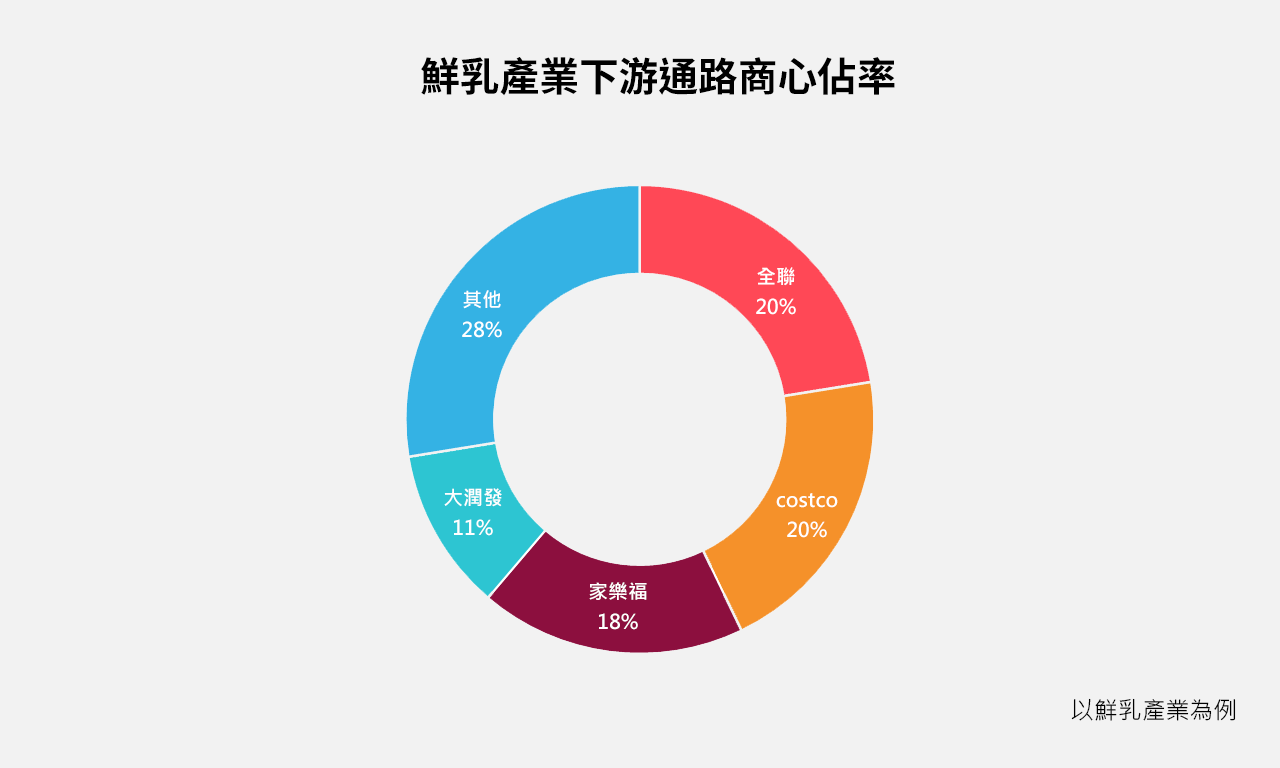 鮮乳產業下游通路商心佔率
全聯
20%
costco
20%
家樂福
18%
大潤發
11%
其他
28%
以鮮乳產業為例